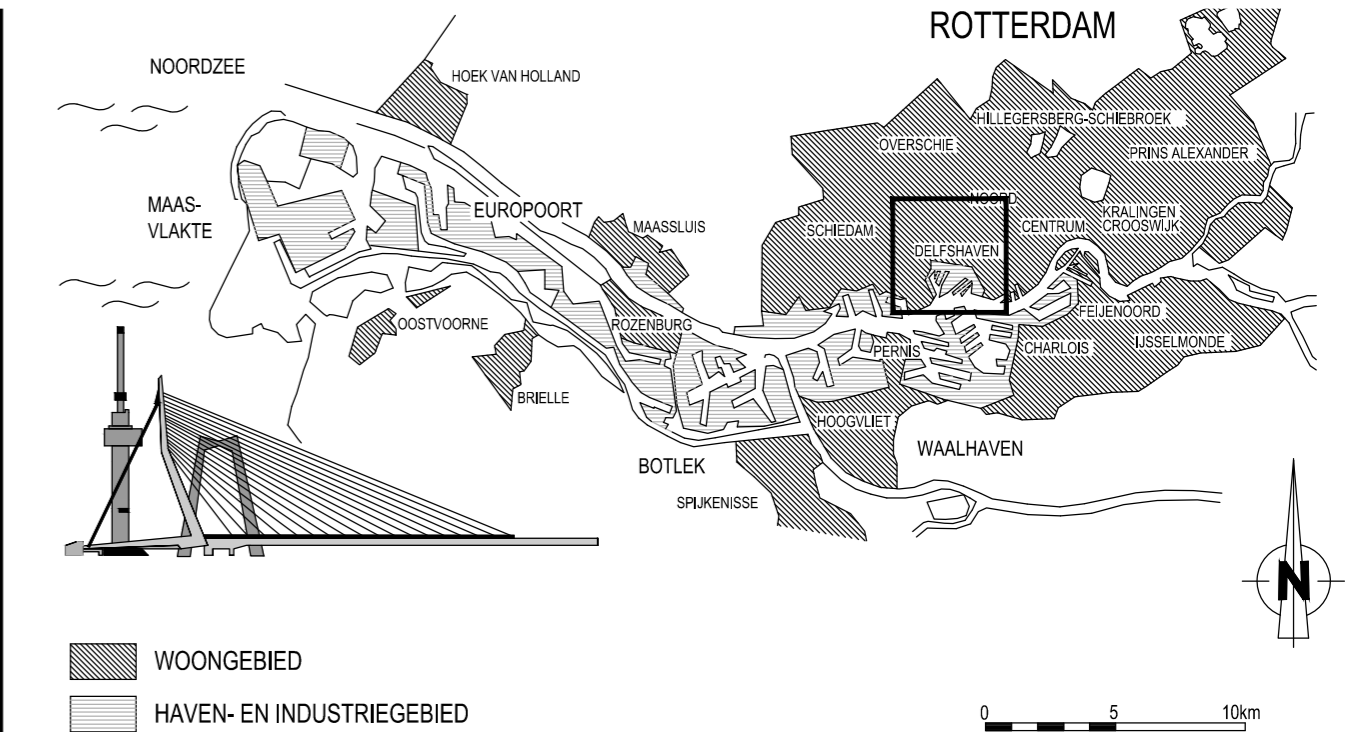 ROTTERDAM
NOORDZEE
HOEK VAN HOLLAND
HILLEGERSBERG-SCHIEBROEK
OVERSCHIE
PRINS ALEXANDER
MAAS-
VLAKTE
EUROPOORT
MAASSLUIS
SCHIEDAM
NOORD
CENTRUM
KRALINGEN
CROOSWIJK
DELFSHAVEN
OOSTVOORNE
ROZENBURG
FEIJENOORD
PERNIS
CHARLOIS
IJSSELMONDE
BRIELLE
HOOGVLIET
WAALHAVEN
BOTLEK
SPIJKENISSE
N
WOONGEBIED
HAVEN- EN INDUSTRIEGEBIED
0 5 10km